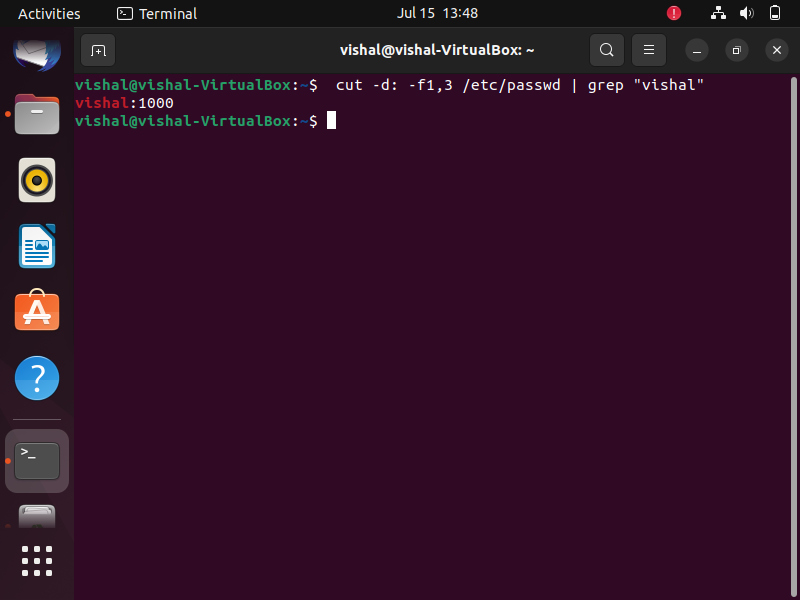 Activities Terminal Jul 15 13:48
vishal@vishal-VirtualBox: ~
vishal@vishal-VirtualBox:~$  cut -d: -f1,3 /etc/passwd | grep "vishal"
vishal:1000
vishal@vishal-VirtualBox:~$